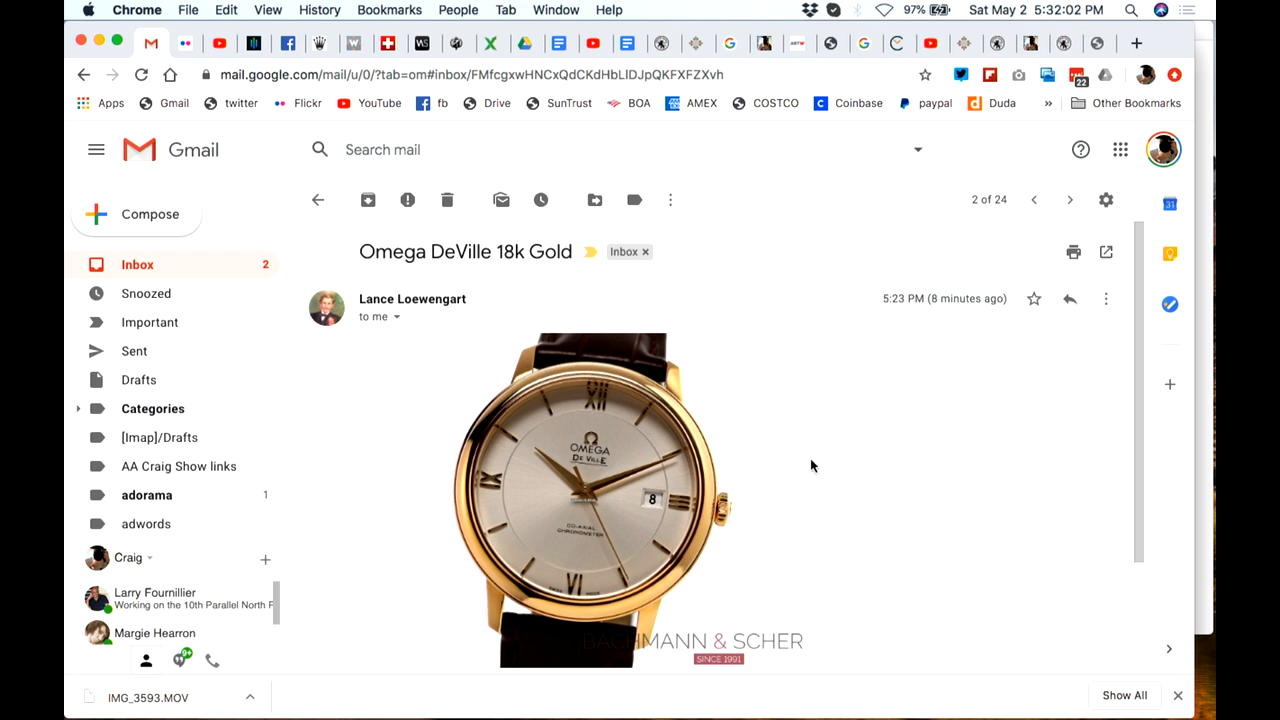 Chrome File Edit View History Bookmarks People Tab Window Help 97% Sat May 2 5:32:02 PM
mail.google.com/mail/u/0/?tab=om#inbox/FMfcgxwHNCxQdCKdHbLlDJpQKFXFZXvh 22
Apps Gmail twitter Flickr YouTube fb Drive SunTrust BOA AMEX COSTCO Coinbase paypal Duda » Other Bookmarks
Gmail Search mail
Compose 2 of 24
Omega DeVille 18k Gold Inbox x
Inbox 2
Snoozed
Lance Loewengart 5:23 PM (8 minutes ago)
to me
Important
Sent
Drafts
Categories
[Imap]/Drafts
AA Craig Show links
adorama 1
adwords
Craig
Larry Fournillier
Working on the 10th Parallel North F
Margie Hearron
9+
XII
Ω
OMEGA
De Ville
8
CO-AXIAL
CHRONOMETER
VI
BACHMANN & SCHER
SINCE 1991
IMG_3593.MOV Show All